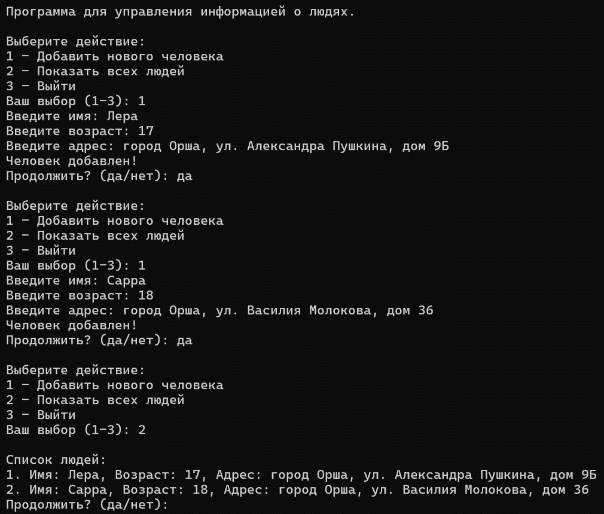 Программа для управления информацией о людях.
Выберите действие:
1 - Добавить нового человека
2 - Показать всех людей
3 - Выйти
Ваш выбор (1-3): 1
Введите имя: Лера
Введите возраст: 17
Введите адрес: город Орша, ул. Александра Пушкина, дом 9Б
Человек добавлен!
Продолжить? (да/нет): да
Выберите действие:
1 - Добавить нового человека
2 - Показать всех людей
3 - Выйти
Ваш выбор (1-3): 1
Введите имя: Сарра
Введите возраст: 18
Введите адрес: город Орша, ул. Василия Молокова, дом 36
Человек добавлен!
Продолжить? (да/нет): да
Выберите действие:
1 - Добавить нового человека
2 - Показать всех людей
3 - Выйти
Ваш выбор (1-3): 2
Список людей:
1. Имя: Лера, Возраст: 17, Адрес: город Орша, ул. Александра Пушкина, дом 9Б
2. Имя: Сарра, Возраст: 18, Адрес: город Орша, ул. Василия Молокова, дом 36
Продолжить? (да/нет):